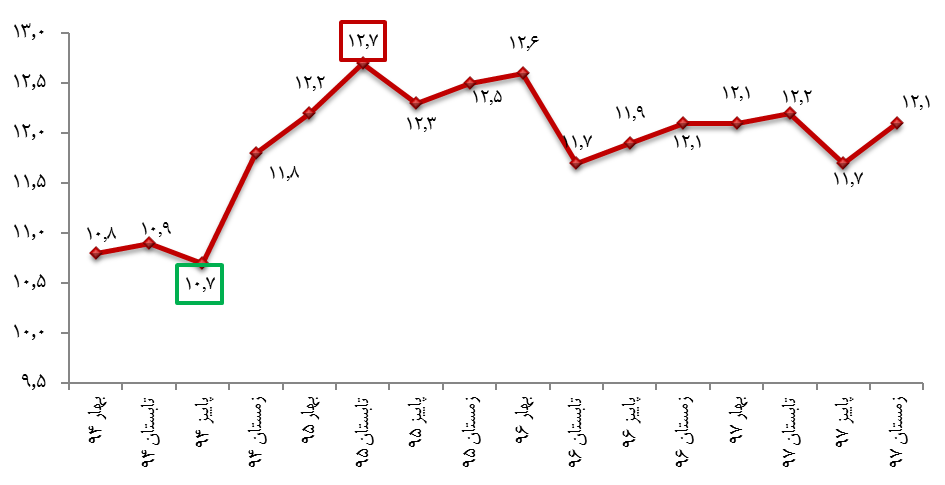 ۱۳,۰
۱۲,۵
۱۲,۰
۱۱,۵
۱۱,۰
۱۰,۵
۱۰,۰
۹,۵
۱۰,۸
۱۰,۹
۱۰,۷
۱۱,۸
۱۲,۲
۱۲,۷
۱۲,۳
۱۲,۵
۱۲,۶
۱۱,۷
۱۱,۹
۱۲,۱
۱۲,۱
۱۲,۲
۱۱,۷
۱۲,۱
بهار ۹۴
تابستان ۹۴
پاییز ۹۴
زمستان ۹۴
بهار ۹۵
تابستان ۹۵
پاییز ۹۵
زمستان ۹۵
بهار ۹۶
تابستان ۹۶
پاییز ۹۶
زمستان ۹۶
بهار ۹۷
تابستان ۹۷
پاییز ۹۷
زمستان ۹۷